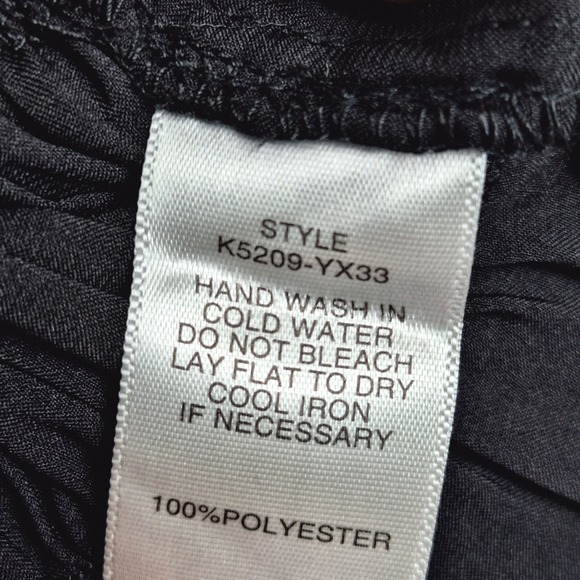 STYLE
K5209-YX33
HAND WASH IN
COLD WATER
DO NOT BLEACH
LAY FLAT TO DRY
COOL IRON
IF NECESSARY
100%POLYESTER